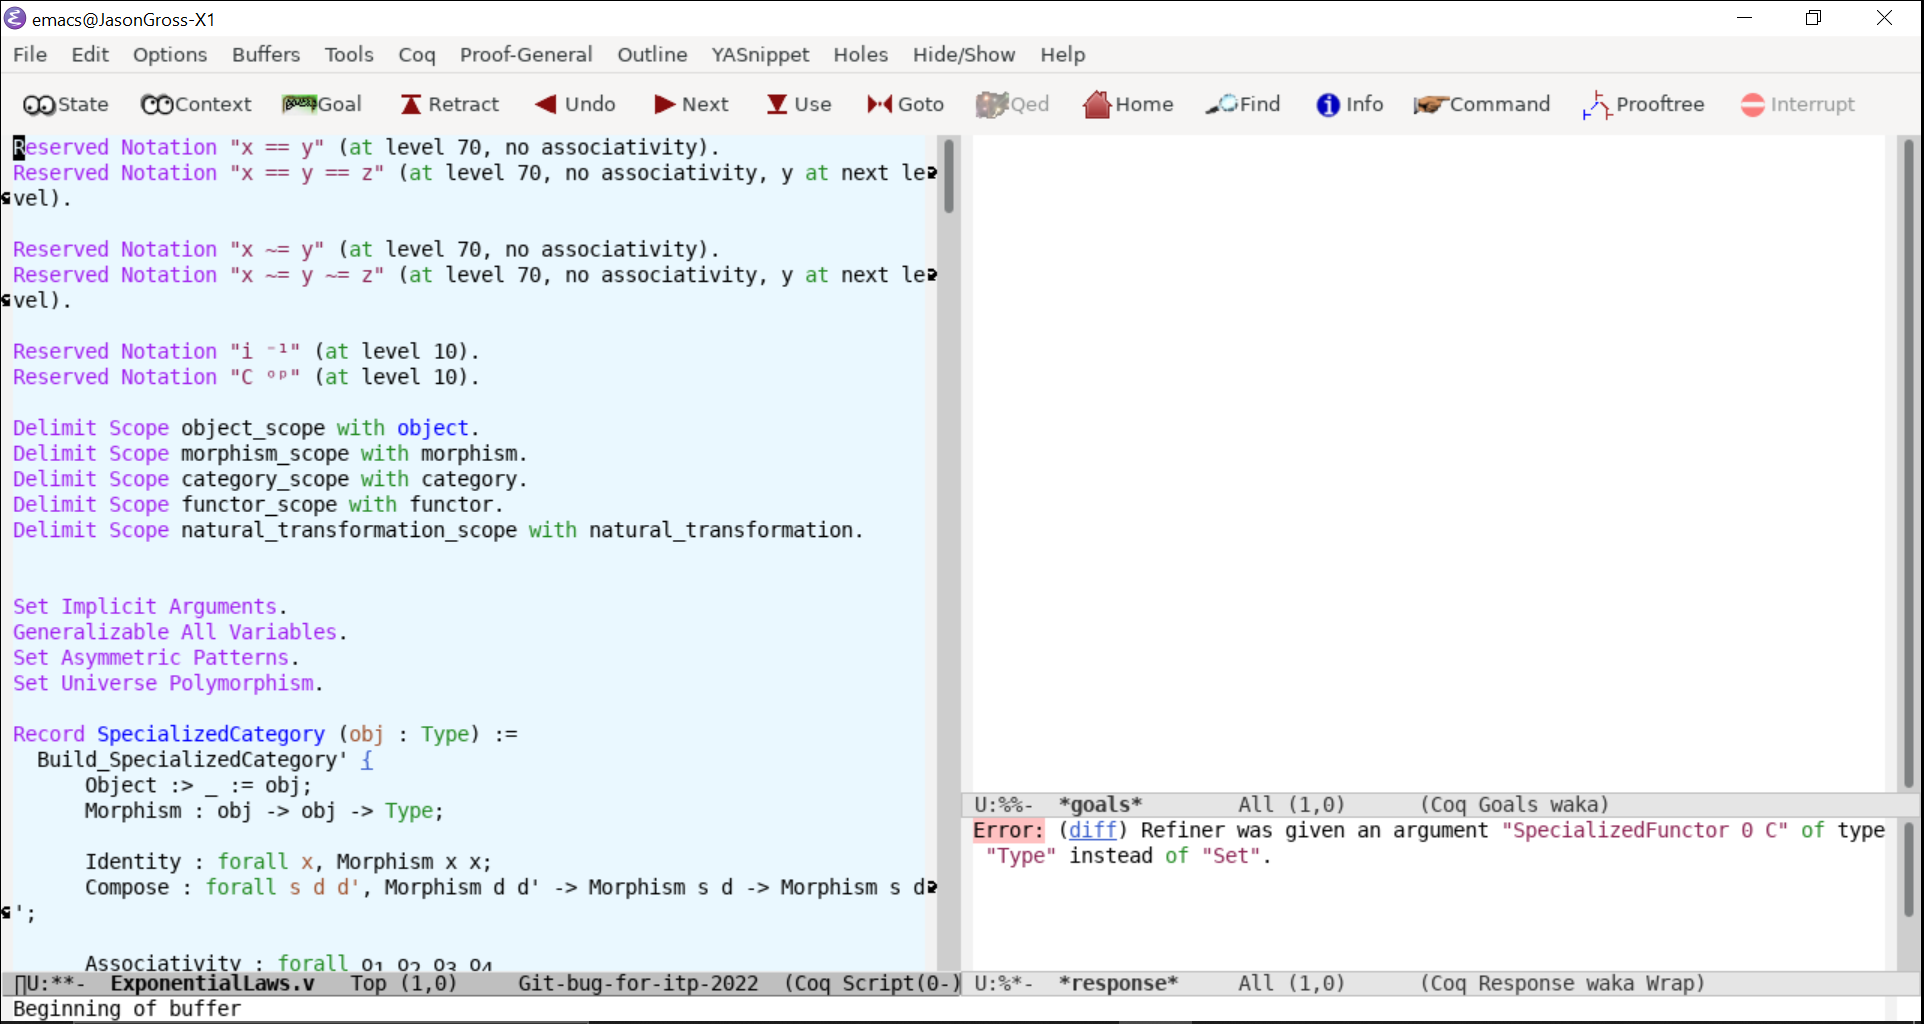 emacs@JasonGross-X1
File Edit Options Buffers Tools Coq Proof-General Outline YASnippet Holes Hide/Show Help
State Context Goal Retract Undo Next Use Goto Qed Home Find Info Command Prooftree Interrupt
Reserved Notation "x == y" (at level 70, no associativity).
Reserved Notation "x == y == z" (at level 70, no associativity, y at next le
vel).
Reserved Notation "x ~= y" (at level 70, no associativity).
Reserved Notation "x ~= y ~= z" (at level 70, no associativity, y at next le
vel).
Reserved Notation "i ⁻¹" (at level 10).
Reserved Notation "C ᵒᵖ" (at level 10).
Delimit Scope object_scope with object.
Delimit Scope morphism_scope with morphism.
Delimit Scope category_scope with category.
Delimit Scope functor_scope with functor.
Delimit Scope natural_transformation_scope with natural_transformation.
Set Implicit Arguments.
Generalizable All Variables.
Set Asymmetric Patterns.
Set Universe Polymorphism.
Record SpecializedCategory (obj : Type) :=
Build_SpecializedCategory' {
Object :> _ := obj;
Morphism : obj -> obj -> Type;
Identity : forall x, Morphism x x;
Compose : forall s d d', Morphism d d' -> Morphism s d -> Morphism s d
';
Associativity : forall o₁ o₂ o₃ o₄
U:**- ExponentialLaws.v Top (1,0) Git-bug-for-itp-2022 (Coq Script(0-)
Beginning of buffer
U:%%- *goals* All (1,0) (Coq Goals waka)
Error: (diff) Refiner was given an argument "SpecializedFunctor 0 C" of type
"Type" instead of "Set".
U:%*- *response* All (1,0) (Coq Response waka Wrap)